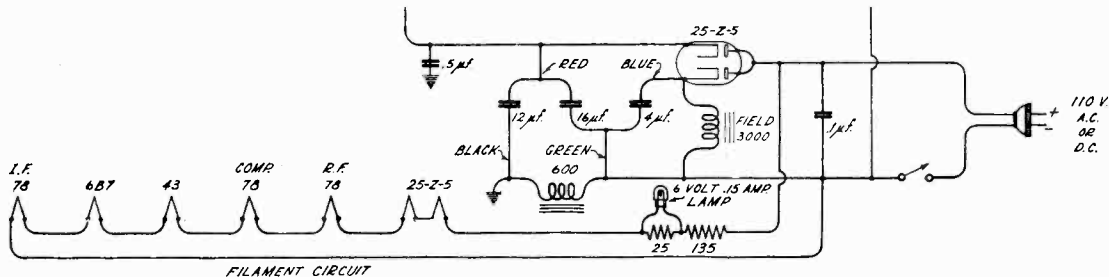 25-Z-5
.5 µf.
RED
BLUE
12 µf.
16 µf.
4 µf.
FIELD
3000
.1 µf.
+
-
110 V.
A.C.
OR
D.C.
BLACK
GREEN
600
I.F.
78
6B7
43
COMP.
78
R.F.
78
25-Z-5
6 VOLT .15 AMP.
LAMP
25
135
FILAMENT CIRCUIT